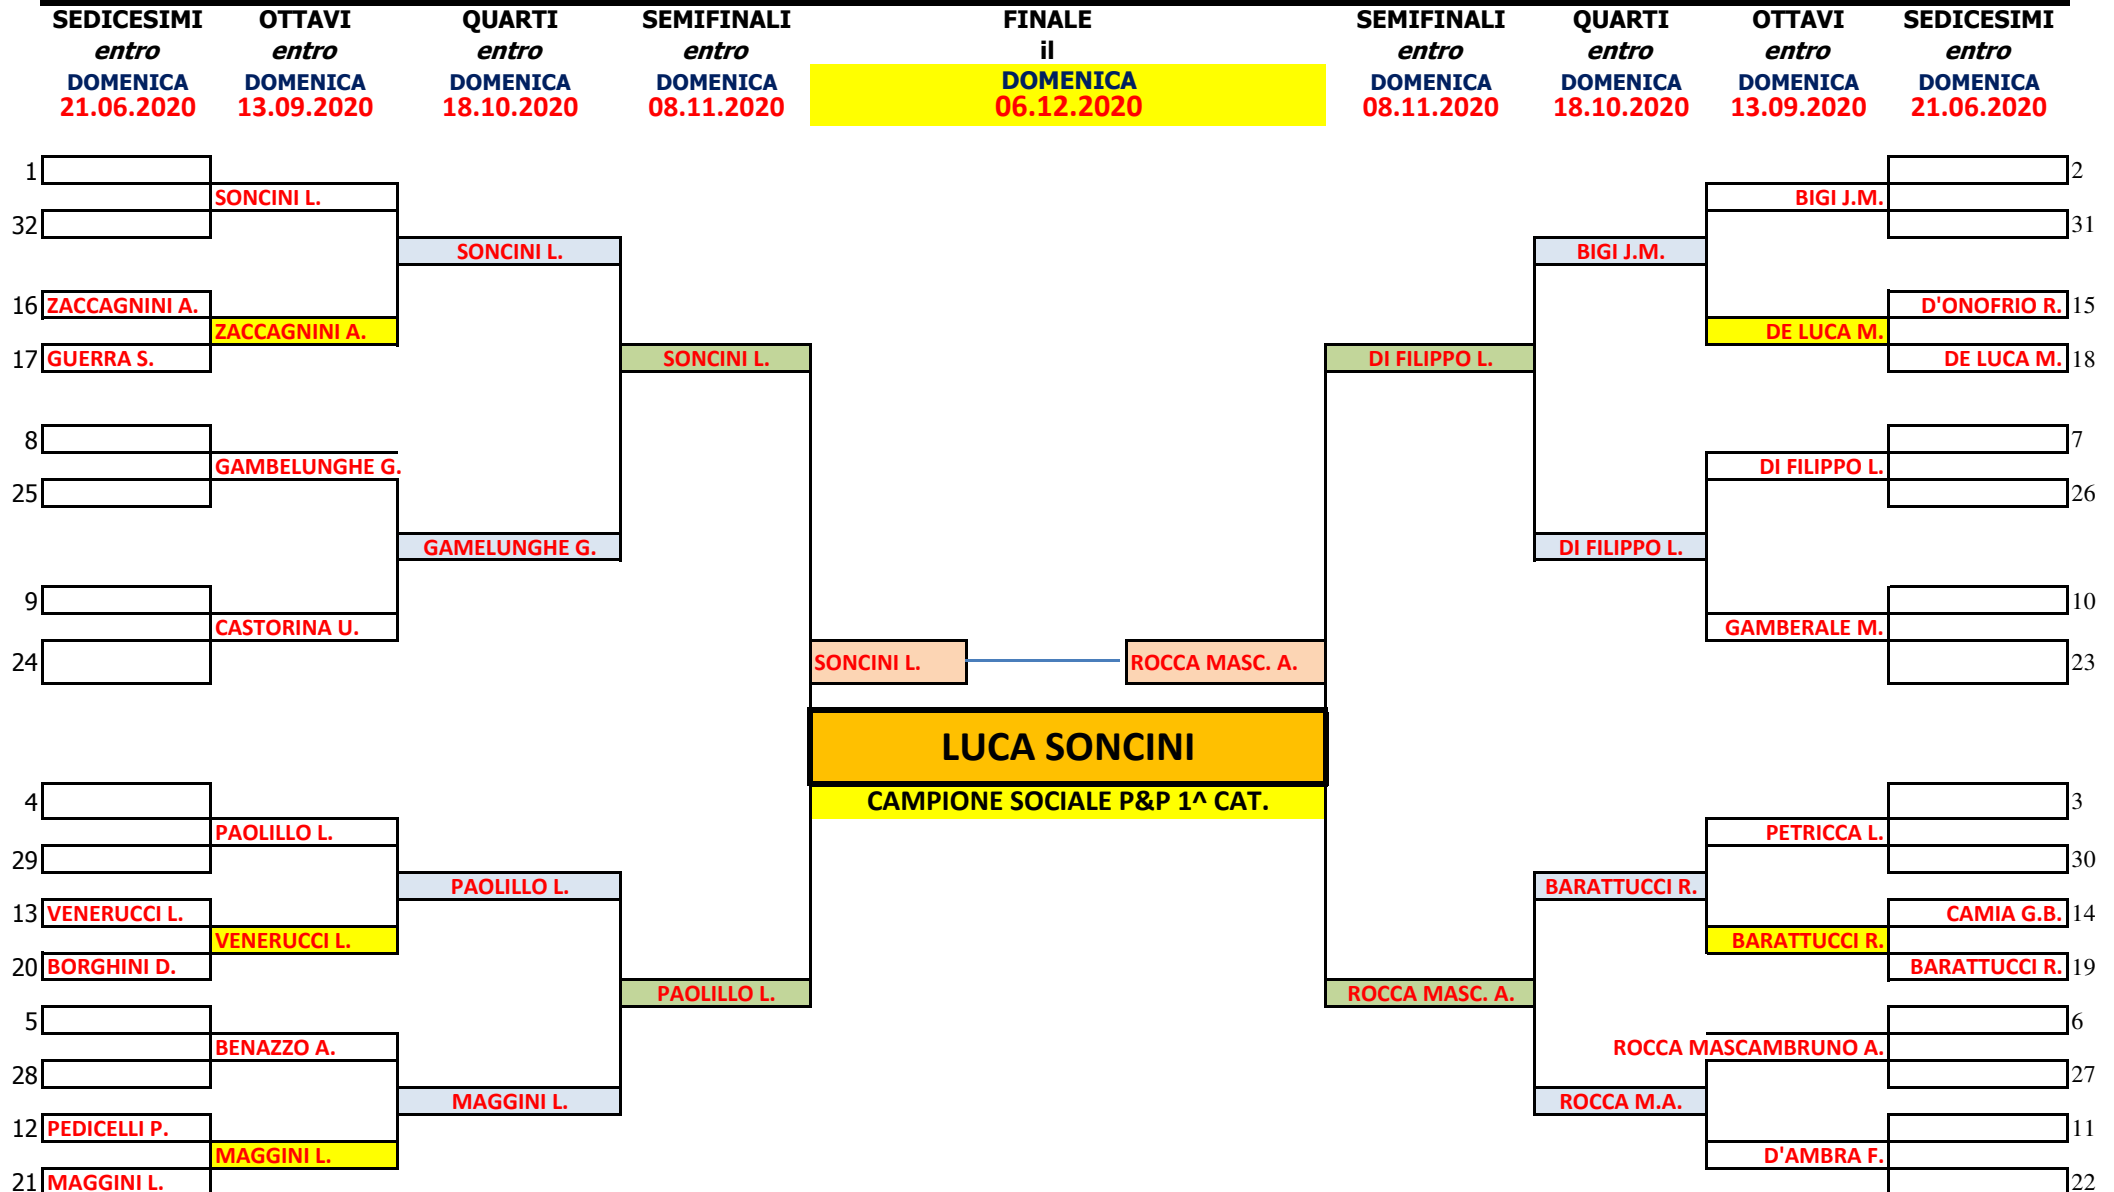 SEDICESIMI OTTAVI QUARTI SEMIFINALI FINALE SEMIFINALI QUARTI OTTAVI SEDICESIMI
entro entro entro entro il entro entro entro entro
DOMENICA DOMENICA DOMENICA DOMENICA DOMENICA DOMENICA DOMENICA DOMENICA DOMENICA
21.06.2020 13.09.2020 18.10.2020 08.11.2020 06.12.2020 08.11.2020 18.10.2020 13.09.2020 21.06.2020
1 2
SONCINI L. BIGI J.M.
32 31
SONCINI L. BIGI J.M.
16 ZACCAGNINI A. D'ONOFRIO R. 15
ZACCAGNINI A. DE LUCA M.
17 GUERRA S. SONCINI L. DI FILIPPO L. DE LUCA M. 18
8 7
GAMBELUNGHE G. DI FILIPPO L.
25 26
GAMELUNGHE G. DI FILIPPO L.
9 10
CASTORINA U. GAMBERALE M.
24 SONCINI L. ROCCA MASC. A. 23
LUCA SONCINI
4 CAMPIONE SOCIALE P&P 1^ CAT. 3
PAOLILLO L. PETRICCA L.
29 30
PAOLILLO L. BARATTUCCI R.
13 VENERUCCI L. CAMIA G.B. 14
VENERUCCI L. BARATTUCCI R.
20 BORGHINI D. BARATTUCCI R. 19
PAOLILLO L. ROCCA MASC. A.
5 6
BENAZZO A. ROCCA MASCAMBRUNO A.
28 27
MAGGINI L. ROCCA M.A.
12 PEDICELLI P. 11
MAGGINI L. D'AMBRA F.
21 MAGGINI L. 22